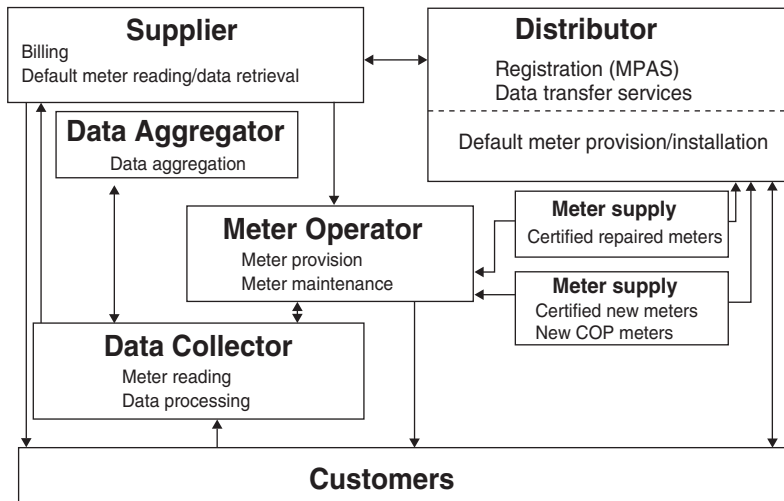 Supplier
Billing
Default meter reading/data retrieval
Distributor
Registration (MPAS)
Data transfer services
Default meter provision/installation
Data Aggregator
Data aggregation
Meter Operator
Meter provision
Meter maintenance
Meter supply
Certified repaired meters
Meter supply
Certified new meters
New COP meters
Data Collector
Meter reading
Data processing
Customers